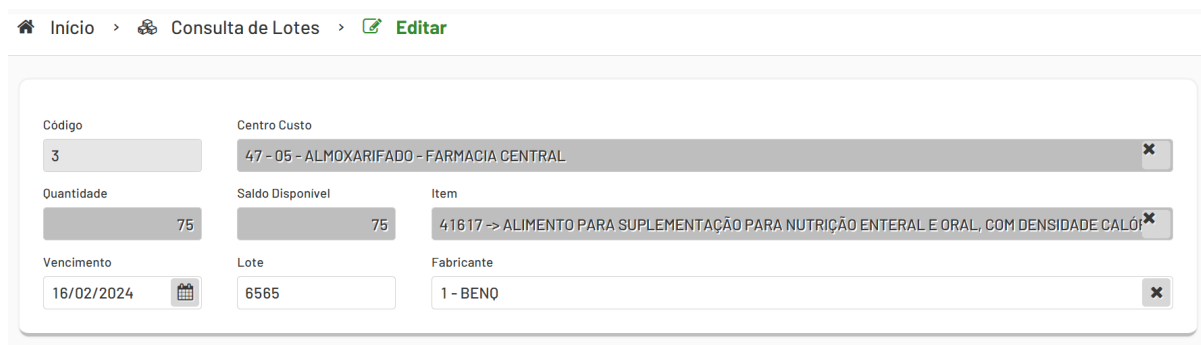 Início > Consulta de Lotes > Editar
Código Centro Custo
3 47 - 05 - ALMOXARIFADO - FARMACIA CENTRAL
Quantidade Saldo Disponível Item
75 75 41617 -> ALIMENTO PARA SUPLEMENTAÇÃO PARA NUTRIÇÃO ENTERAL E ORAL, COM DENSIDADE
Vencimento Lote Fabricante
16/02/2024 6565 1 - BENQ